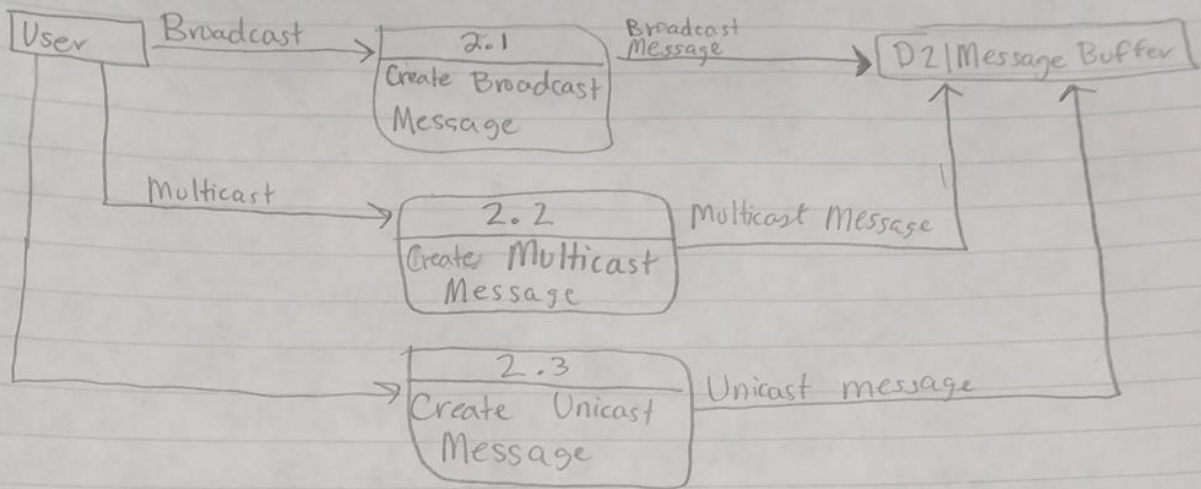 User
Broadcast
2.1
Create Broadcast
Message
Broadcast
Message
D2|Message Buffer
Multicast
2.2
Create Multicast
Message
Multicast Message
2.3
Create Unicast
Message
Unicast message